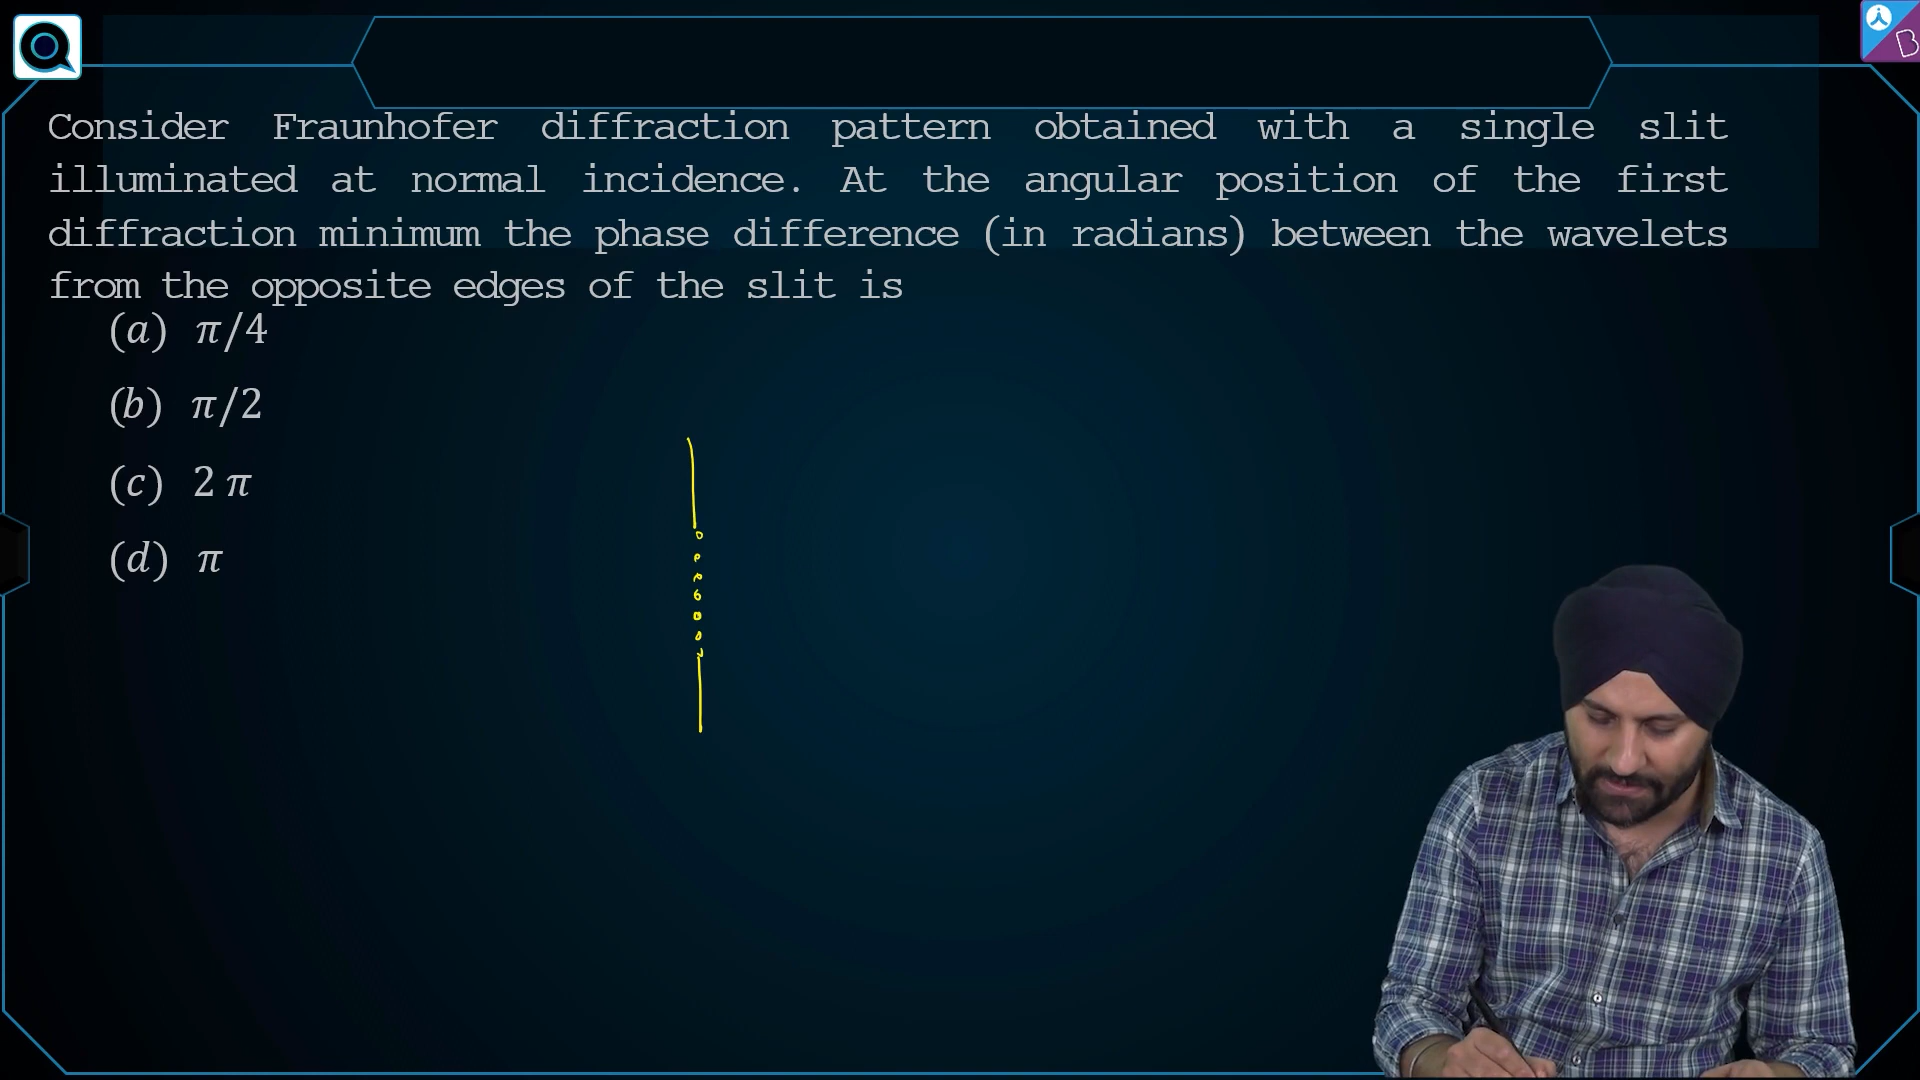 Consider Fraunhofer diffraction pattern obtained with a single slit
illuminated at normal incidence. At the angular position of the first
diffraction minimum the phase difference (in radians) between the wavelets
from the opposite edges of the slit is
(a) π/4
(b) π/2
(c) 2 π
(d) π
B